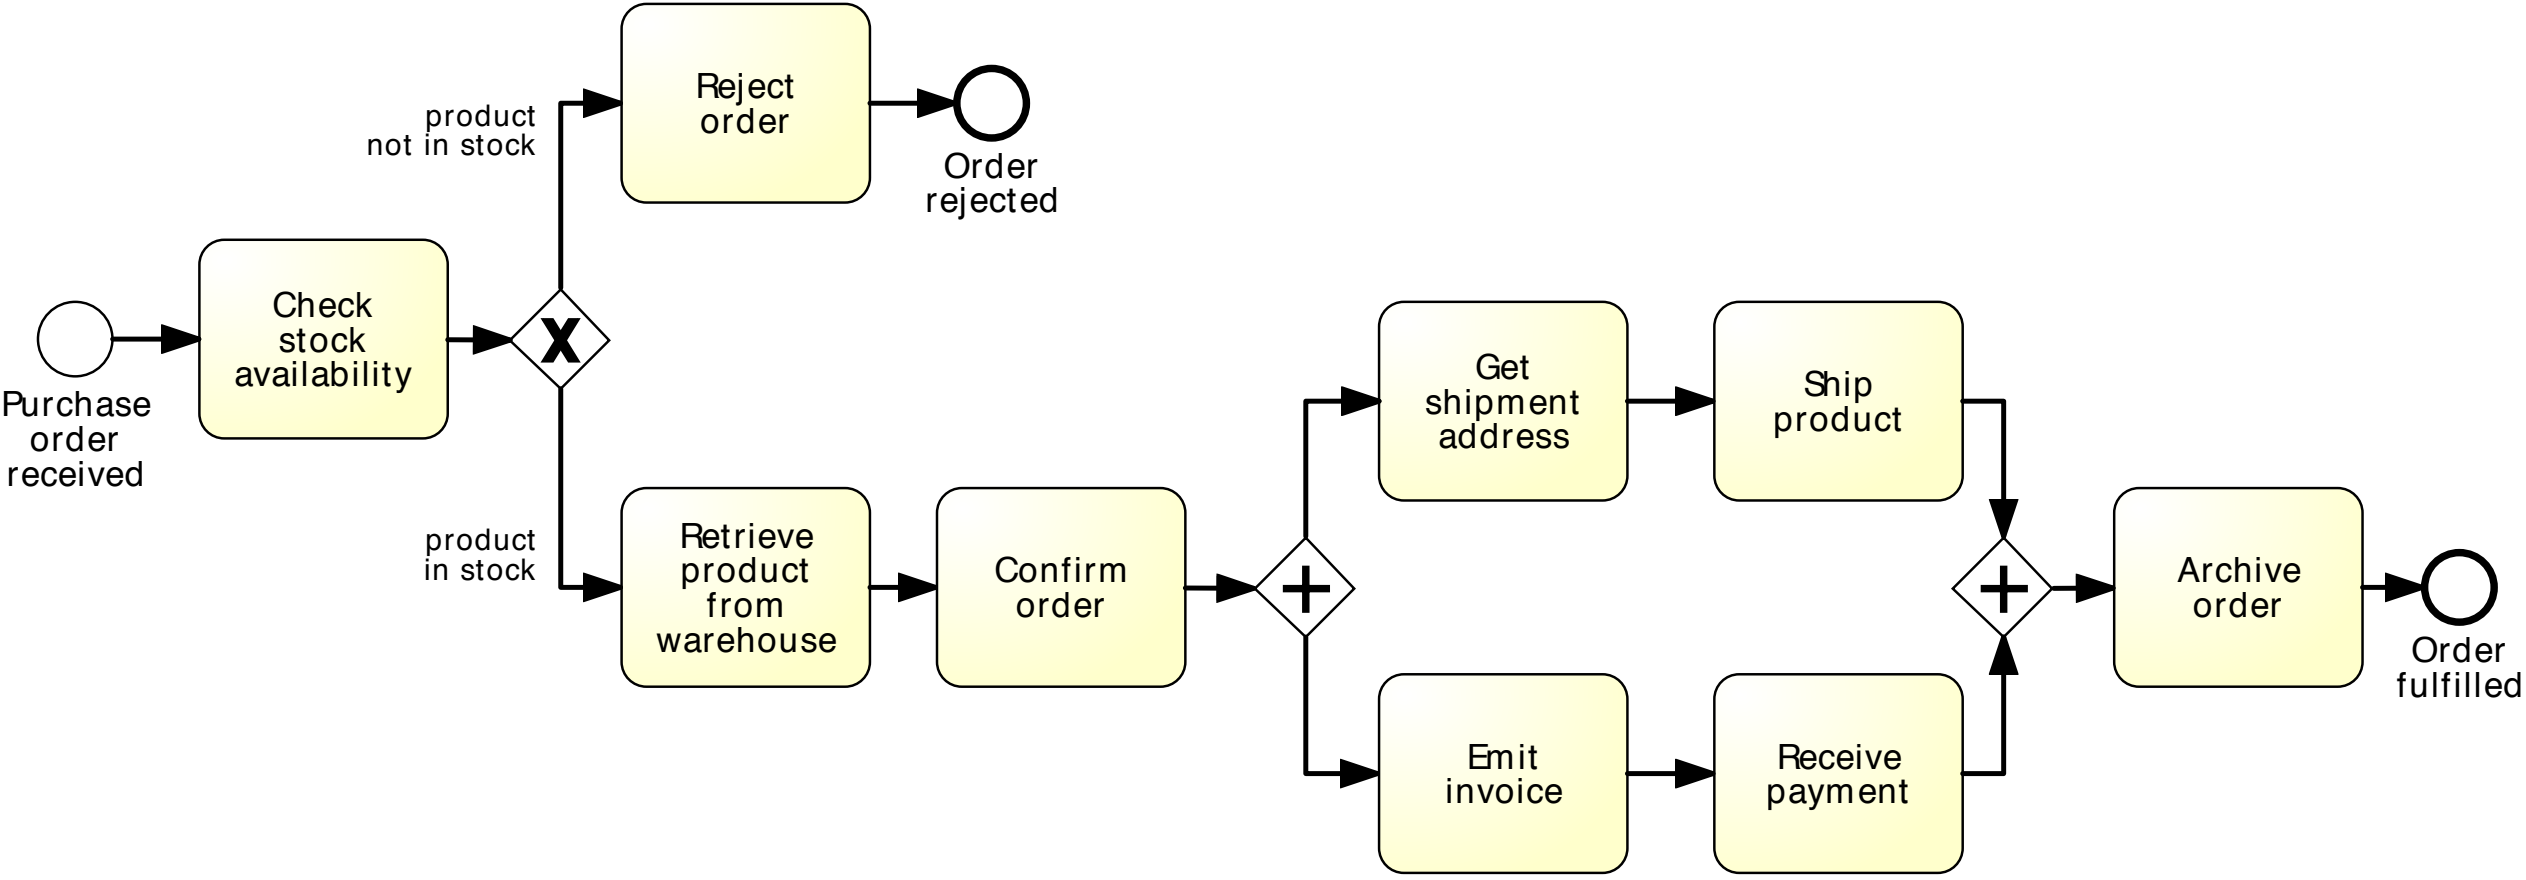 Purchase
order
received
Check
stock
availability
X
product
not in stock
Reject
order
Order
rejected
product
in stock
Retrieve
product
from
warehouse
Confirm
order
+
Get
shipment
address
Ship
product
Emit
invoice
Receive
payment
+
Archive
order
Order
fulfilled